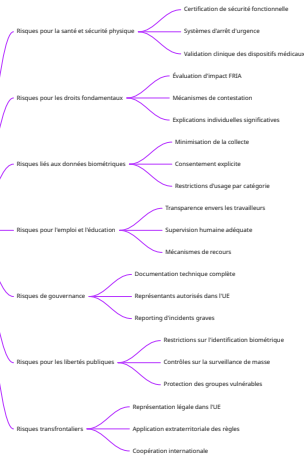 Certification de sécurité fonctionnelle
Risques pour la santé et sécurité physique
Systèmes d'arrêt d'urgence
Validation clinique des dispositifs médicaux
Évaluation d'impact FRIA
Risques pour les droits fondamentaux
Mécanismes de contestation
Explications individuelles significatives
Minimisation de la collecte
Risques liés aux données biométriques
Consentement explicite
Restrictions d'usage par catégorie
Transparence envers les travailleurs
Risques pour l'emploi et l'éducation
Supervision humaine adéquate
Mécanismes de recours
Documentation technique complète
Risques de gouvernance
Représentants autorisés dans l'UE
Reporting d'incidents graves
Restrictions sur l'identification biométrique
Risques pour les libertés publiques
Contrôles sur la surveillance de masse
Protection des groupes vulnérables
Représentation légale dans l'UE
Risques transfrontaliers
Application extraterritoriale des règles
Coopération internationale